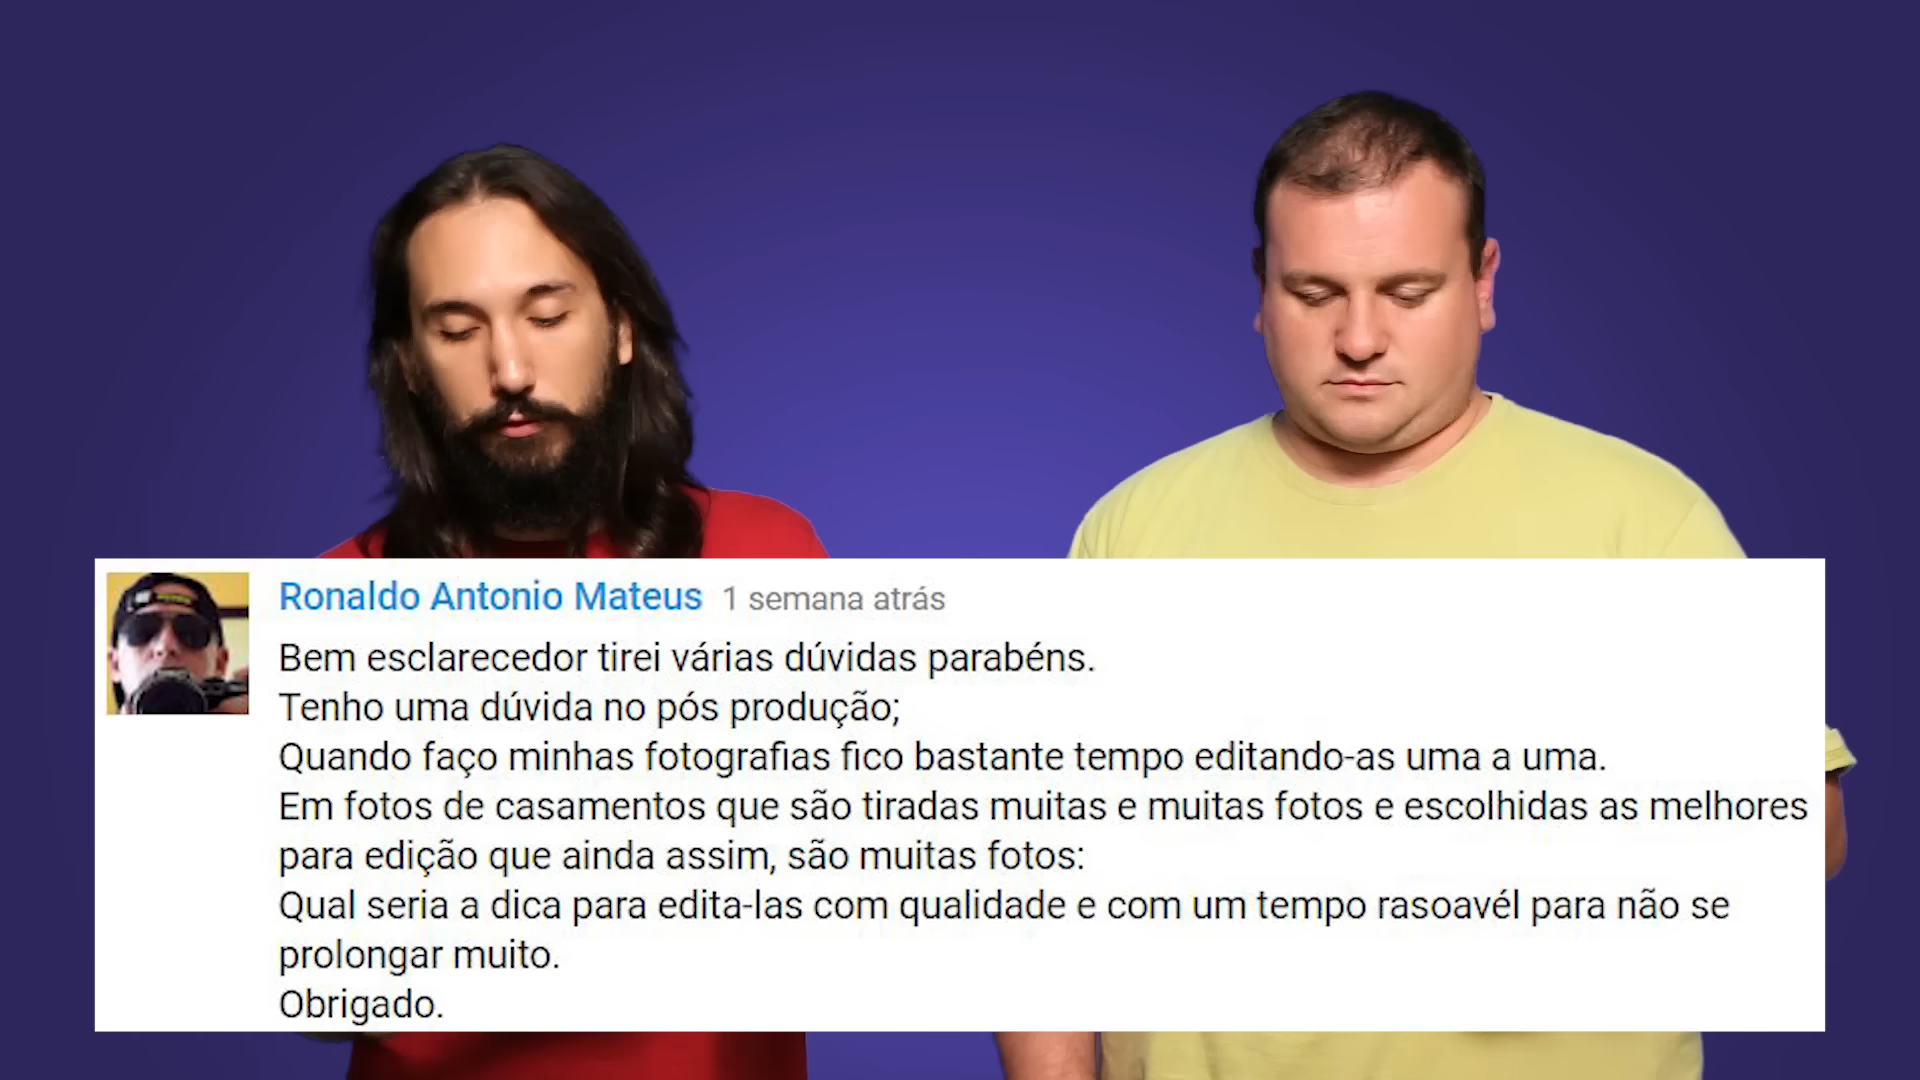 Ronaldo Antonio Mateus 1 semana atrás
Bem esclarecedor tirei várias dúvidas parabéns.
Tenho uma dúvida no pós produção;
Quando faço minhas fotografias fico bastante tempo editando-as uma a uma.
Em fotos de casamentos que são tiradas muitas e muitas fotos e escolhidas as melhores
para edição que ainda assim, são muitas fotos:
Qual seria a dica para edita-las com qualidade e com um tempo rasoavél para não se
prolongar muito.
Obrigado.